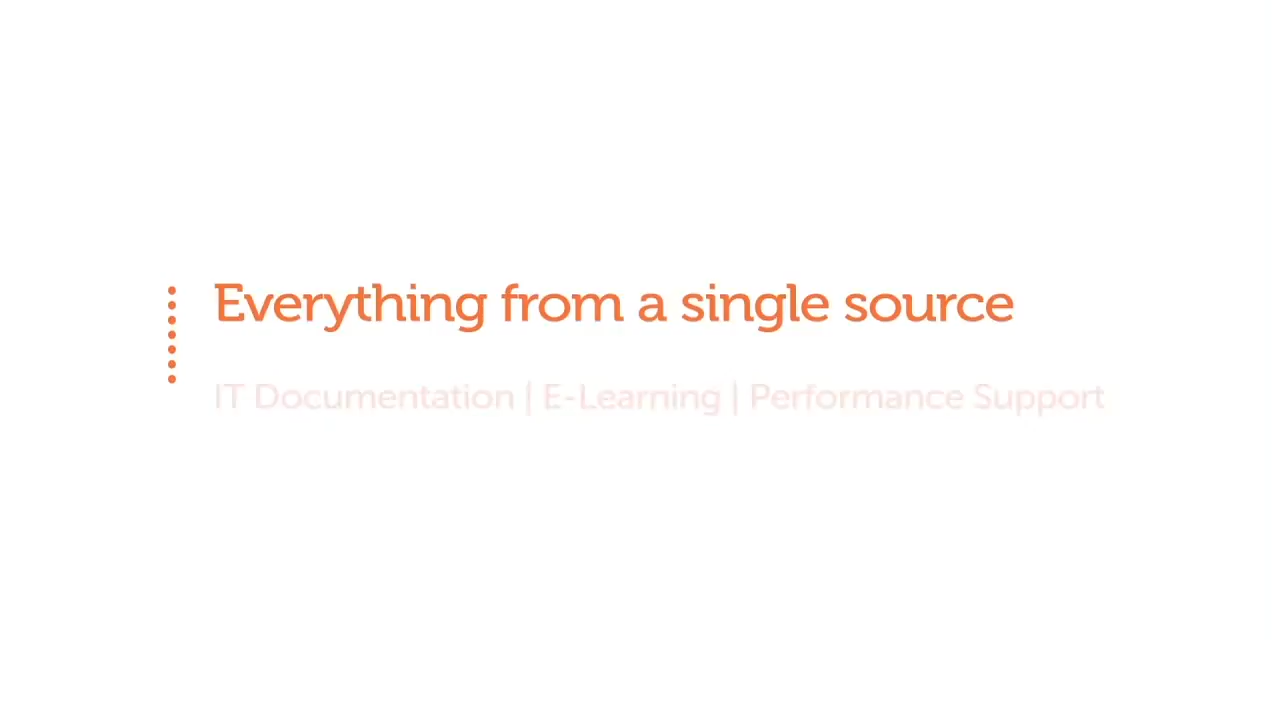 Everything from a single source
IT Documentation | E-Learning | Performance Support